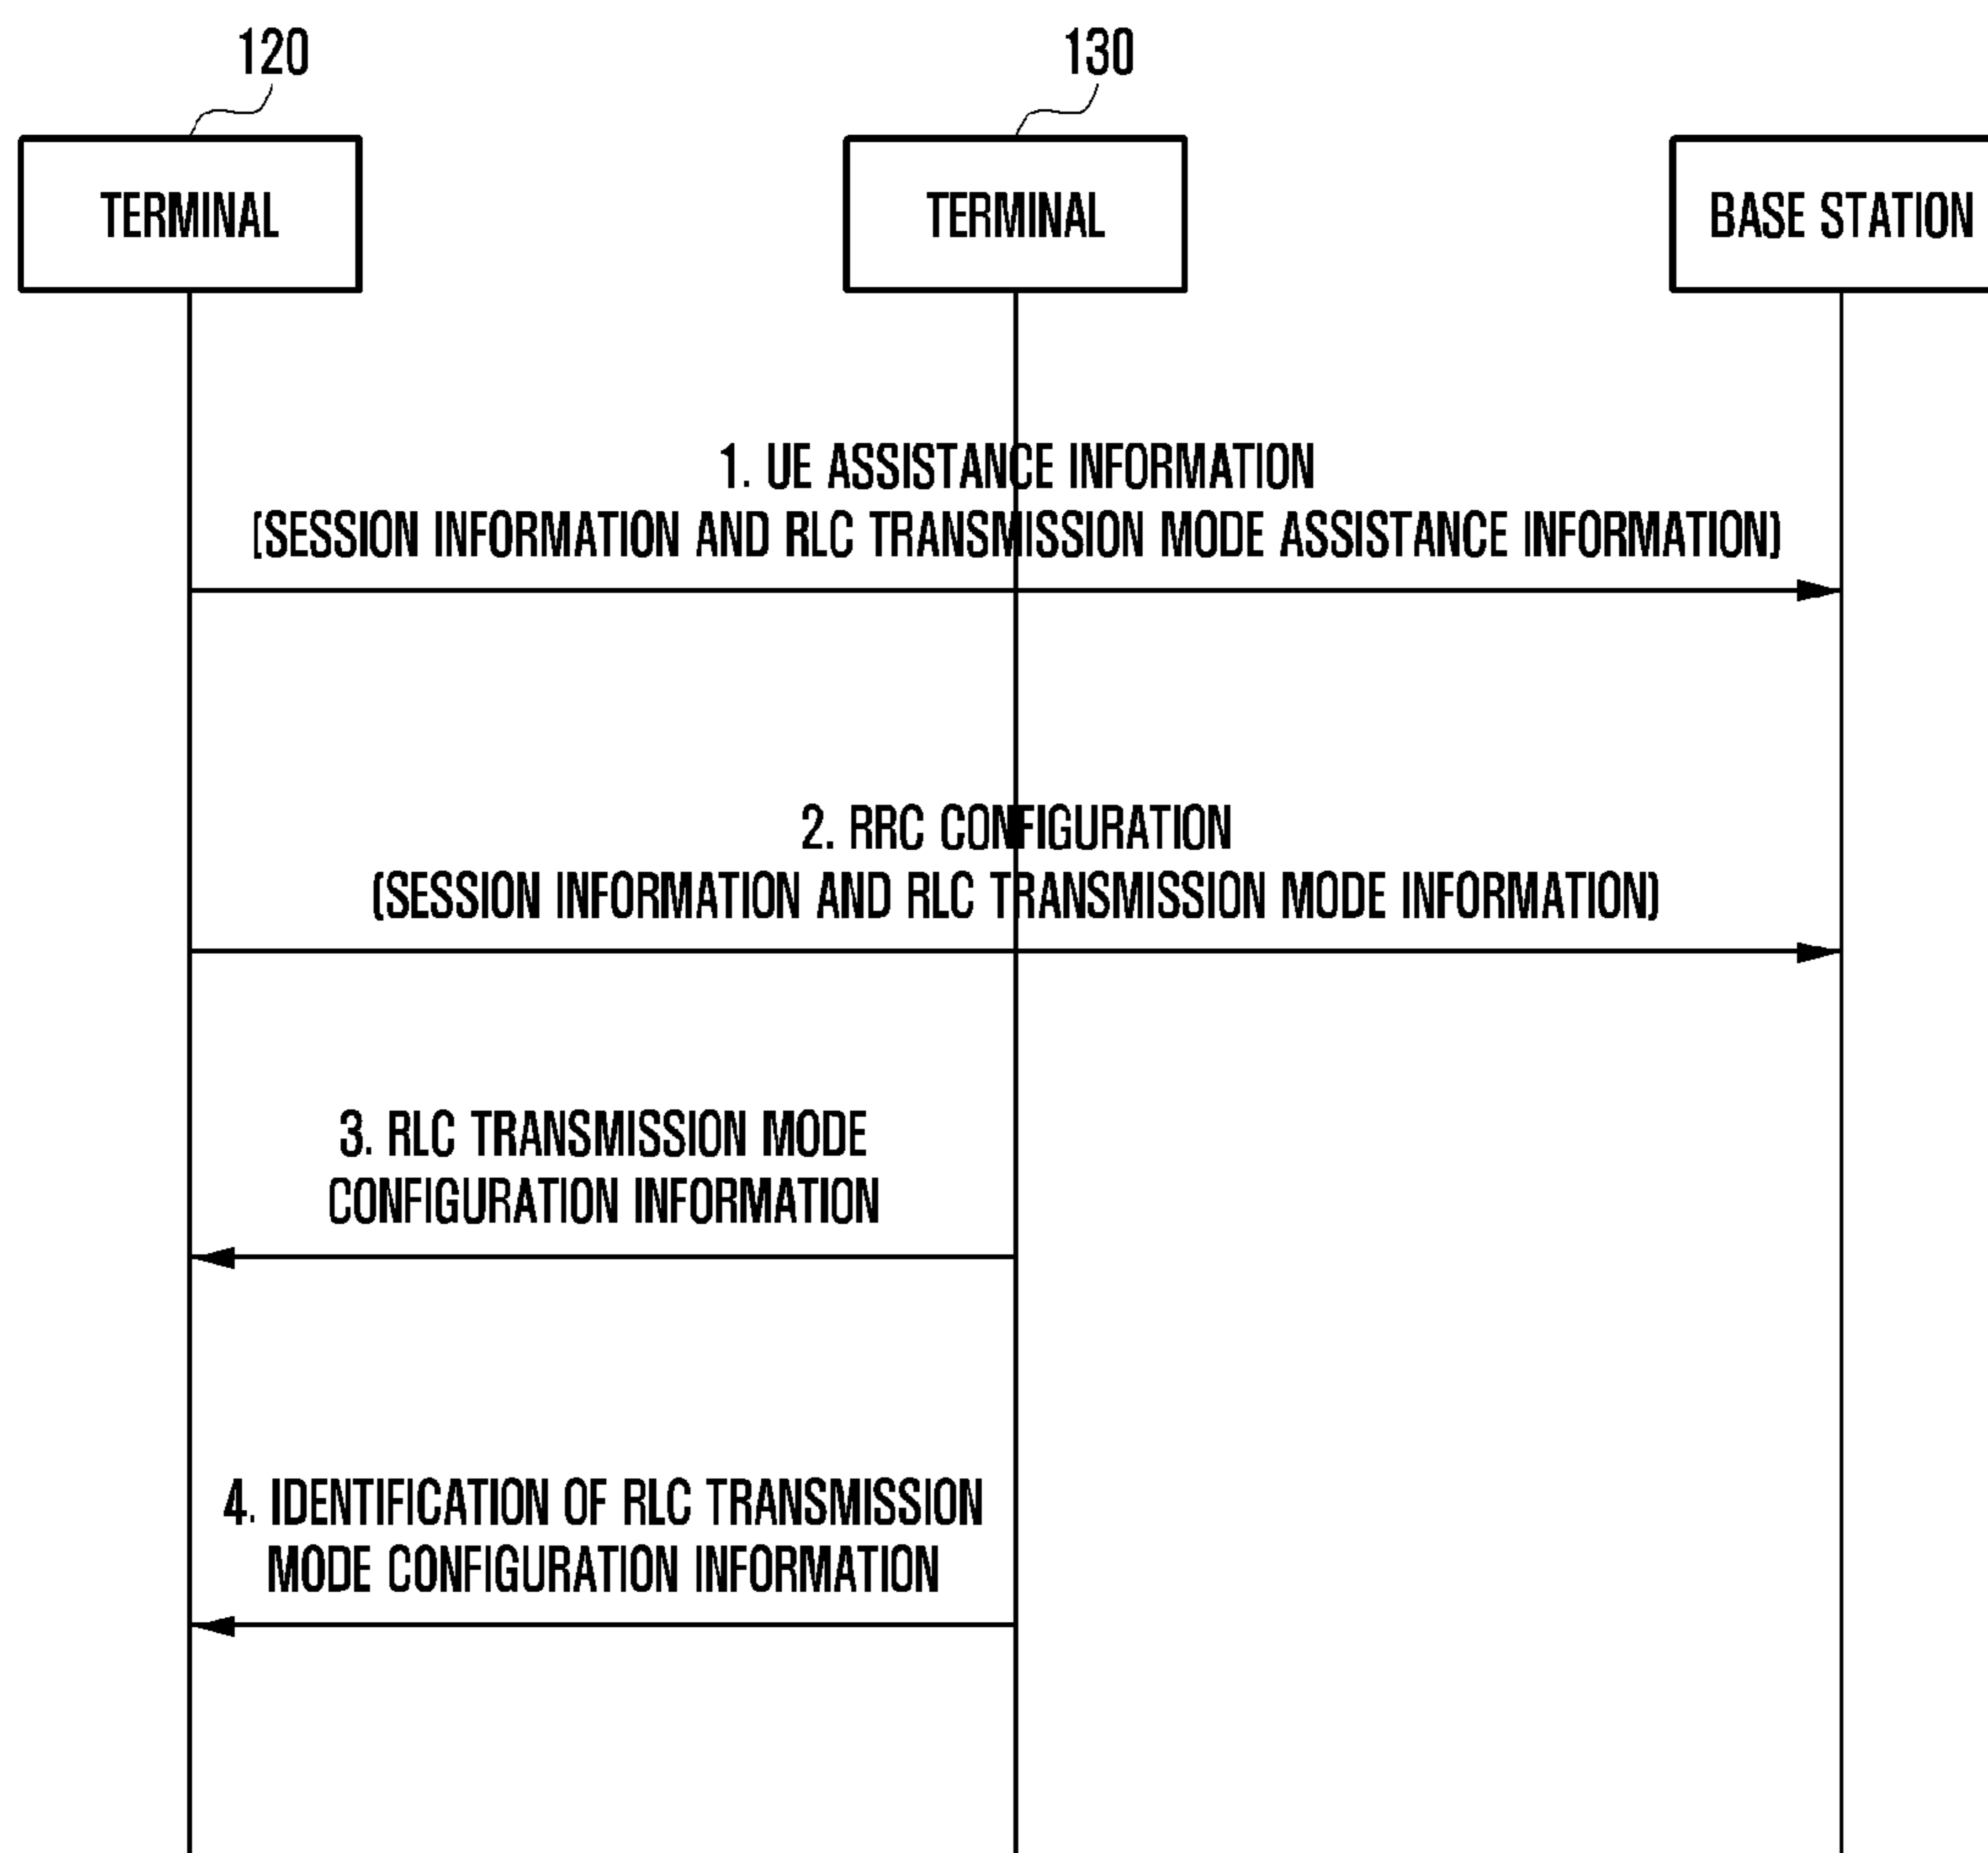 120
130
TERMINAL
TERMINAL
BASE STATION
1. UE ASSISTANCE INFORMATION
(SESSION INFORMATION AND RLC TRANSMISSION MODE ASSISTANCE INFORMATION)
2. RRC CONFIGURATION
(SESSION INFORMATION AND RLC TRANSMISSION MODE INFORMATION)
3. RLC TRANSMISSION MODE
CONFIGURATION INFORMATION
4. IDENTIFICATION OF RLC TRANSMISSION
MODE CONFIGURATION INFORMATION